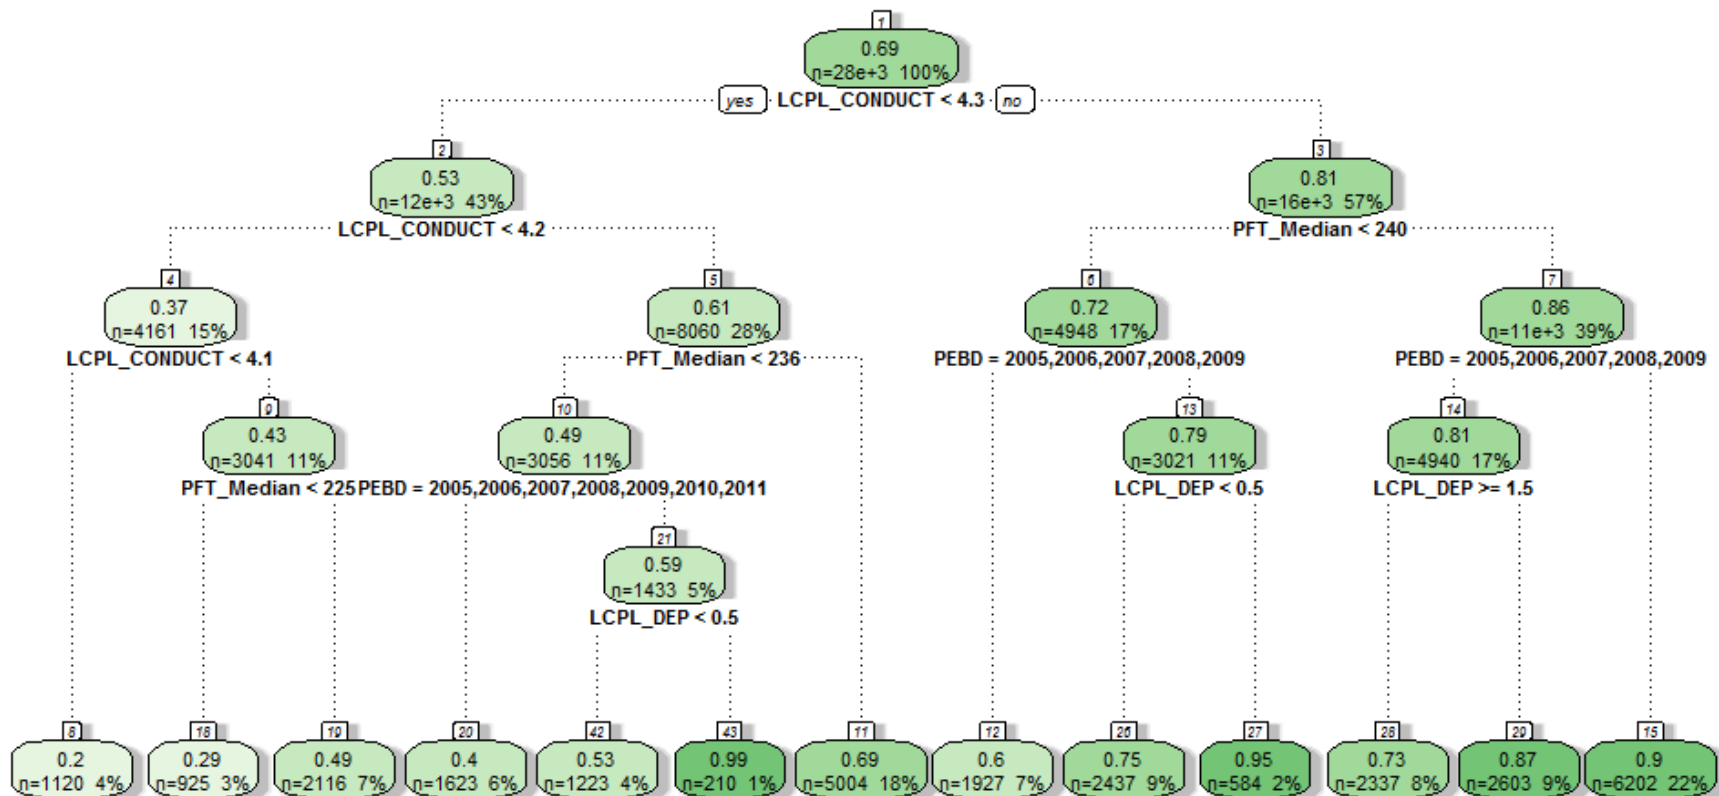 1
0.69
n=28e+3 100%
yes LCPL_CONDUCT < 4.3 no
2
0.53
n=12e+3 43%
LCPL_CONDUCT < 4.2
3
0.81
n=16e+3 57%
PFT_Median < 240
4
0.37
n=4161 15%
LCPL_CONDUCT < 4.1
5
0.61
n=8060 28%
PFT_Median < 236
6
0.72
n=4948 17%
PEBD = 2005,2006,2007,2008,2009
7
0.86
n=11e+3 39%
PEBD = 2005,2006,2007,2008,2009
9
0.43
n=3041 11%
PFT_Median < 225
10
0.49
n=3056 11%
PEBD = 2005,2006,2007,2008,2009,2010,2011
13
0.79
n=3021 11%
LCPL_DEP < 0.5
14
0.81
n=4940 17%
LCPL_DEP >= 1.5
21
0.59
n=1433 5%
LCPL_DEP < 0.5
8
0.2
n=1120 4%
18
0.29
n=925 3%
19
0.49
n=2116 7%
20
0.4
n=1623 6%
42
0.53
n=1223 4%
43
0.99
n=210 1%
11
0.69
n=5004 18%
12
0.6
n=1927 7%
26
0.75
n=2437 9%
27
0.95
n=584 2%
28
0.73
n=2337 8%
29
0.87
n=2603 9%
15
0.9
n=6202 22%